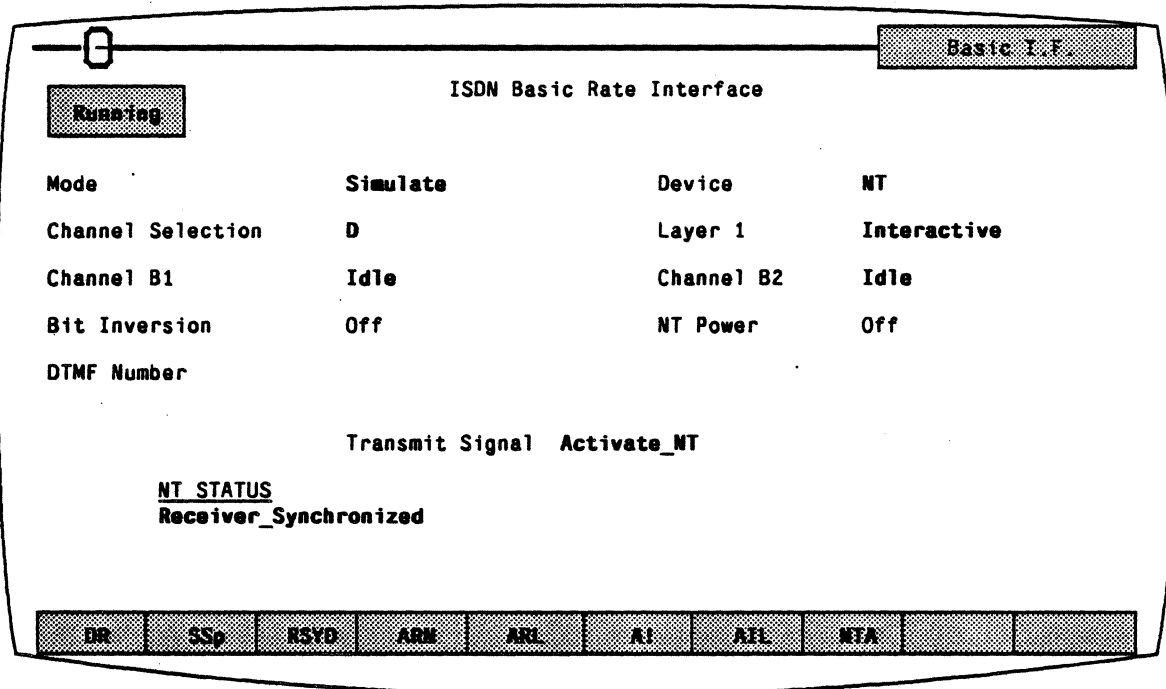 Basic I.F.
ISDN Basic Rate Interface
Running
Mode Simulate Device NT
Channel Selection D Layer 1 Interactive
Channel B1 Idle Channel B2 Idle
Bit Inversion Off NT Power Off
DTMF Number
Transmit Signal Activate_NT
NT STATUS
Receiver_Synchronized
DR SSp RSYD ARN ARL AI AIL NTA